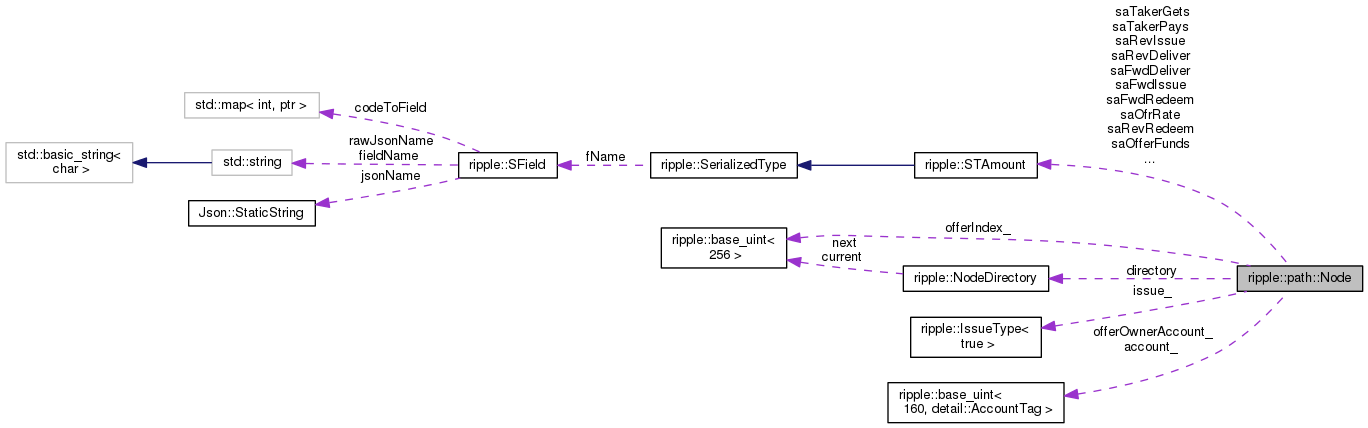 saTakerGets
saTakerPays
saRevIssue
saRevDeliver
saFwdDeliver
saFwdIssue
saFwdRedeem
saOfrRate
saRevRedeem
saOfferFunds
...
std::map< int, ptr >
codeToField
std::basic_string<
char >
std::string
rawJsonName
fieldName
jsonName
ripple::SField
fName
ripple::SerializedType
ripple::STAmount
Json::StaticString
ripple::base_uint<
256 >
next
current
offerIndex_
ripple::NodeDirectory
directory
ripple::path::Node
issue_
ripple::IssueType<
true >
offerOwnerAccount_
account_
ripple::base_uint<
160, detail::AccountTag >